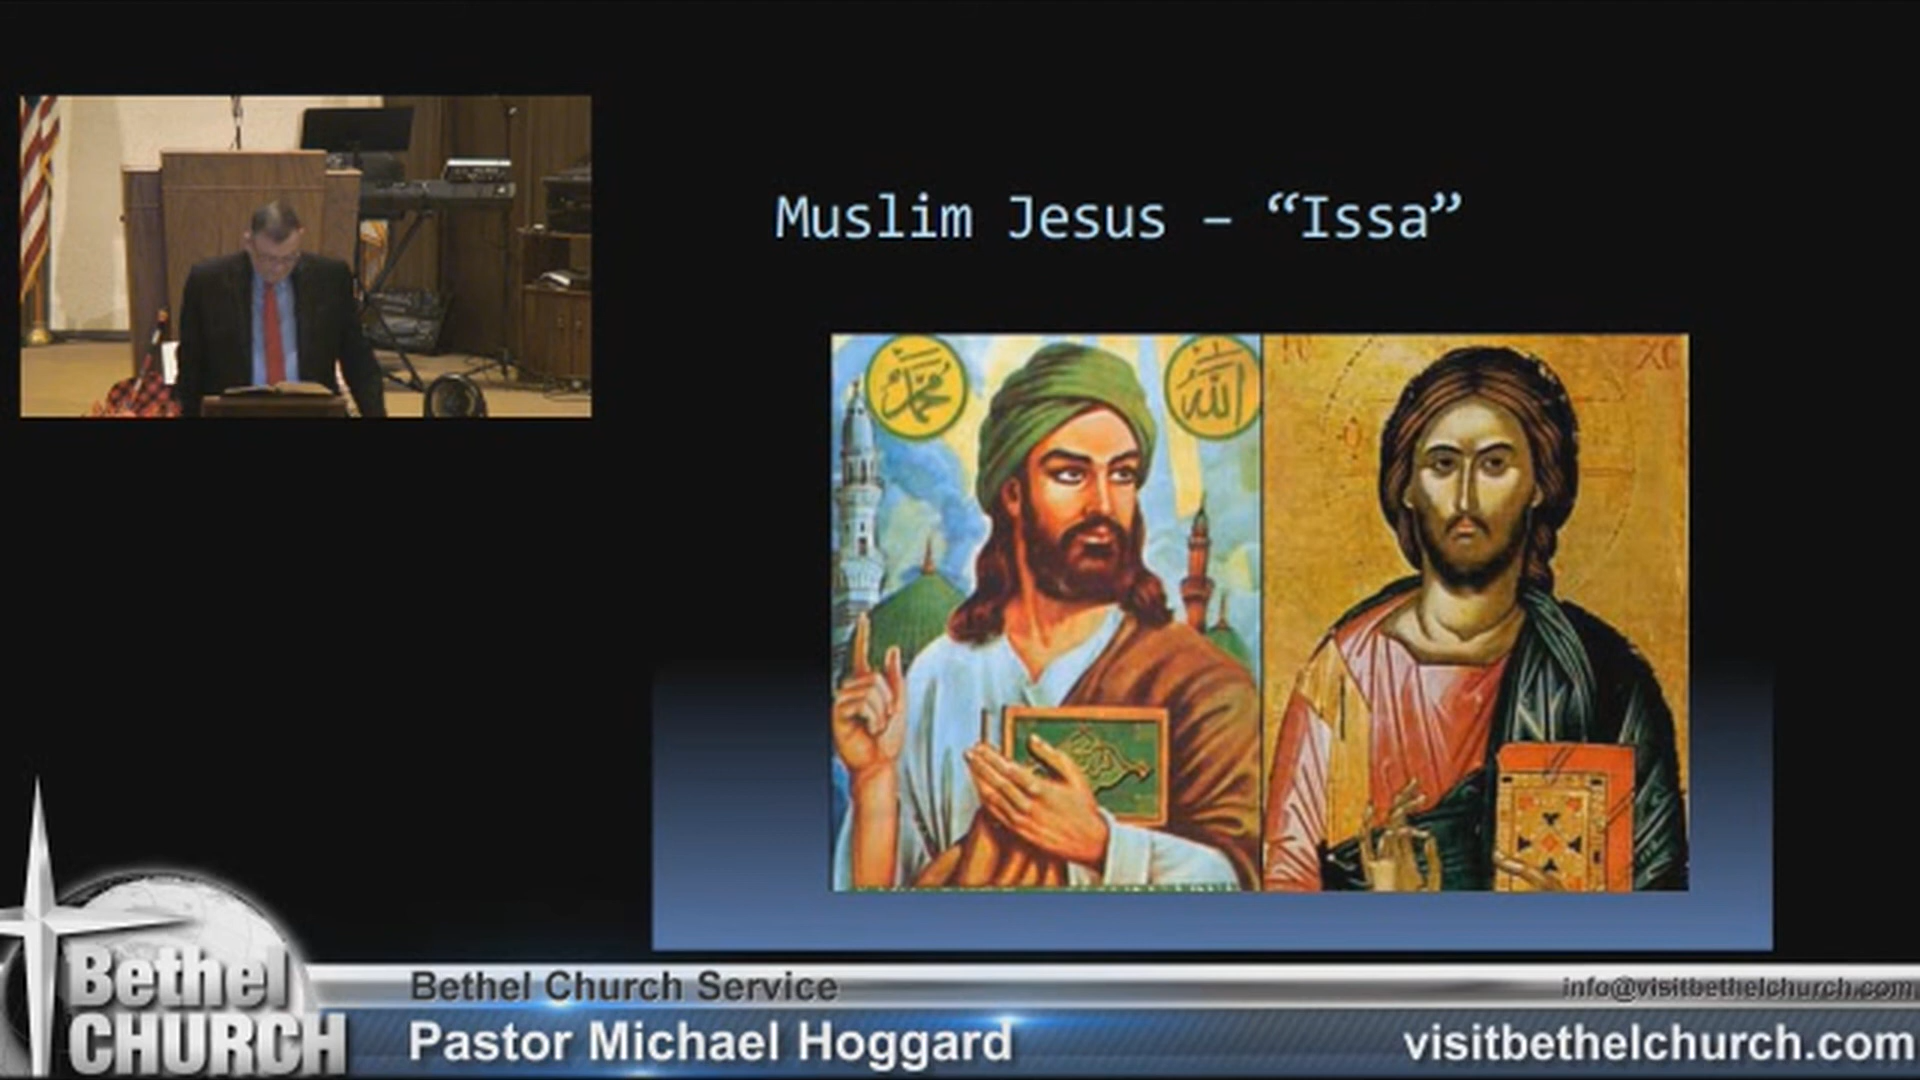 Muslim Jesus – “Issa”
محمد
الله
XC
Bethel
CHURCH
Bethel Church Service
info@visitbethelchurch.com
Pastor Michael Hoggard
visitbethelchurch.com